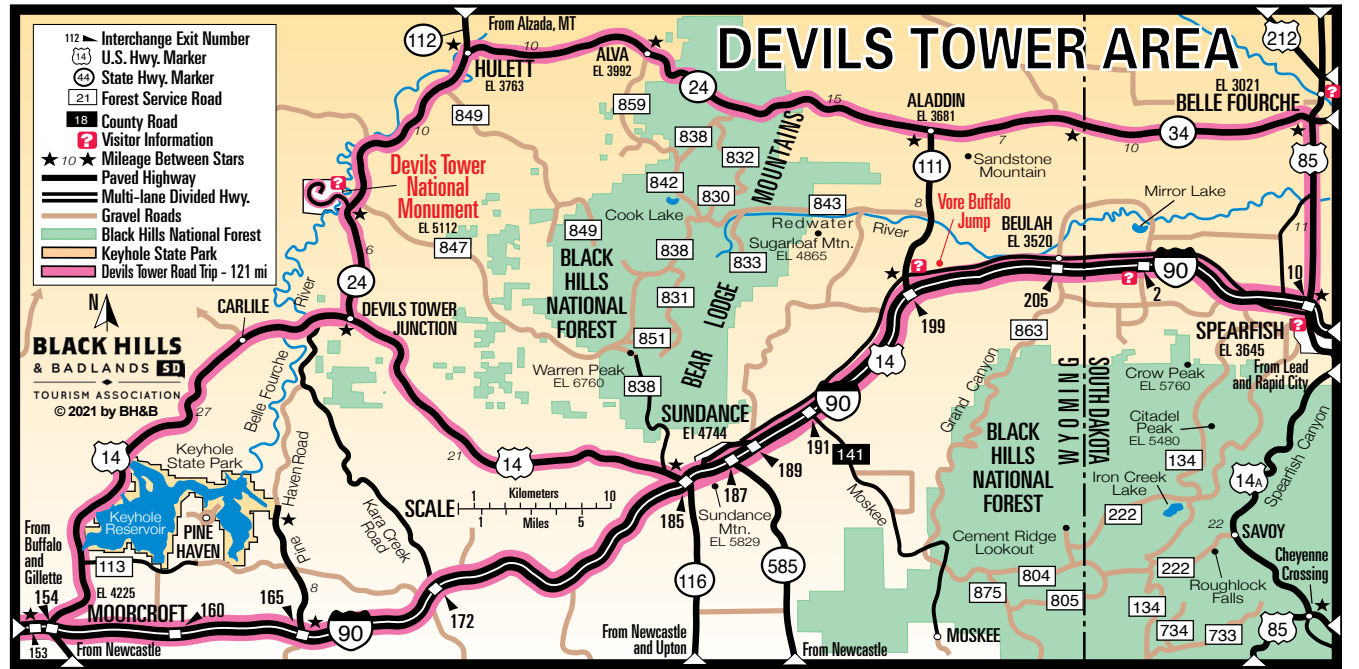 DEVILS TOWER AREA
112 Interchange Exit Number
14 U.S. Hwy. Marker
44 State Hwy. Marker
21 Forest Service Road
18 County Road
? Visitor Information
★ 10 ★ Mileage Between Stars
Paved Highway
Multi-lane Divided Hwy.
Gravel Roads
Black Hills National Forest
Keyhole State Park
Devils Tower Road Trip - 121 mi
N
BLACK HILLS
& BADLANDS SD
TOURISM ASSOCIATION
© 2021 by BH&B
From Alzada, MT
112
10
HULETT
EL 3763
ALVA
EL 3992
24
15
859
849
838
832
842
830
10
?
Devils Tower
National
Monument
EL 5112
6
847
849
Cook Lake
838
833
831
851
838
BLACK
HILLS
NATIONAL
FOREST
BEAR
LODGE
MOUNTAINS
Warren Peak
EL 6760
843
Redwater
River
Sugarloaf Mtn.
EL 4865
ALADDIN
EL 3681
111
8
7
Sandstone
Mountain
10
34
212
EL 3021
BELLE FOURCHE
?
85
11
Mirror Lake
Vore Buffalo
Jump
?
BEULAH
EL 3520
205
?
2
90
10
199
863
SPEARFISH
EL 3645
?
From Lead
and Rapid City
24
CARLILE
River
Belle Fourche
DEVILS TOWER
JUNCTION
27
14
21
14
Keyhole
State Park
Keyhole
Reservoir
PINE
HAVEN
113
Haven Road
Pine
8
Kara Creek
Road
From
Buffalo
and
Gillette
154
153
EL 4225
MOORCROFT
160
165
90
172
From Newcastle
SCALE
1 Kilometers 10
1 Miles 5
SUNDANCE
El 4744
185
187
189
191
14
90
141
Sundance
Mtn.
EL 5829
116
585
From Newcastle
and Upton
From Newcastle
Moskee
MOSKEE
Grand Canyon
BLACK
HILLS
NATIONAL
FOREST
WYOMING
SOUTH DAKOTA
Cement Ridge
Lookout
875
804
805
Crow Peak
EL 5760
Citadel
Peak
EL 5480
134
Iron Creek
Lake
222
14A
Spearfish Canyon
22
SAVOY
222
Roughlock
Falls
134
734
733
Cheyenne
Crossing
85